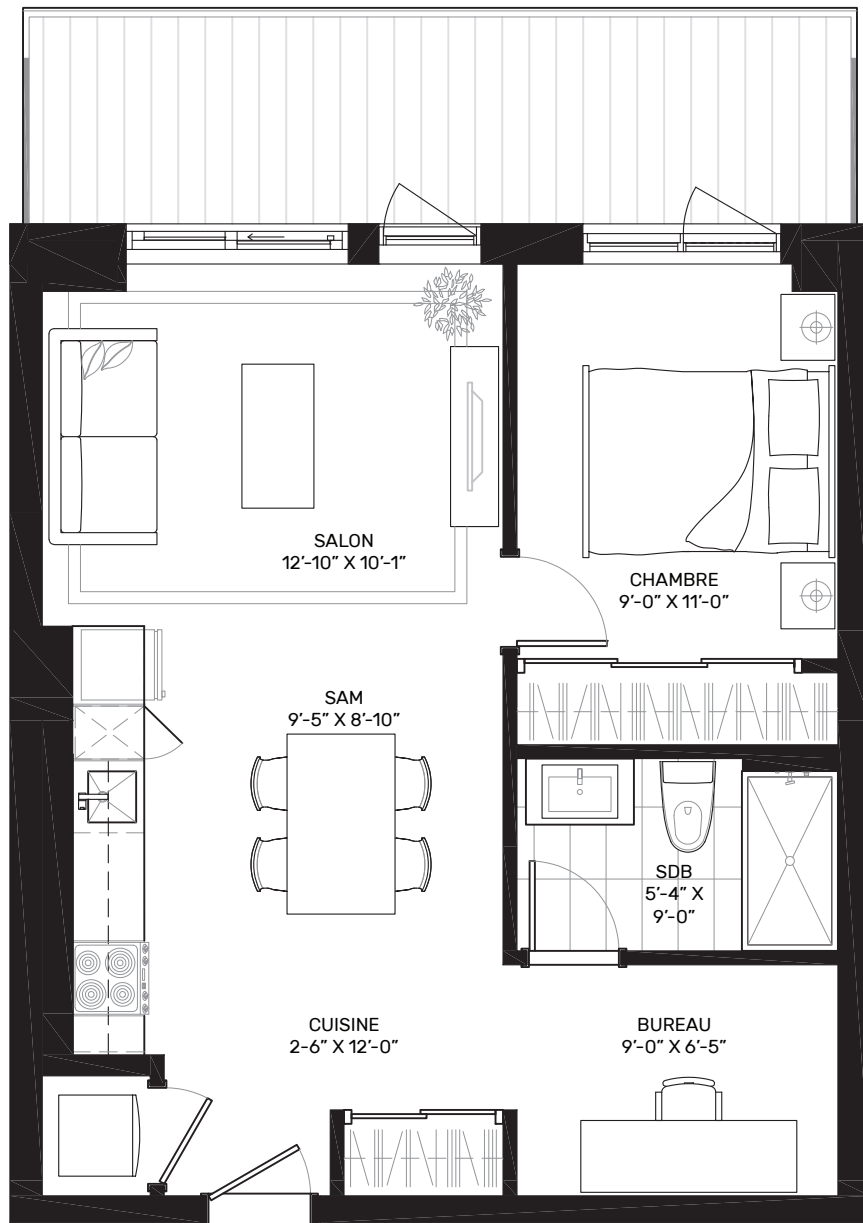 SALON
12'-10” X 10'-1”
CHAMBRE
9'-0” X 11'-0”
SAM
9'-5” X 8'-10”
SDB
5'-4” X
9'-0”
CUISINE
2-6” X 12'-0”
BUREAU
9'-0” X 6'-5”